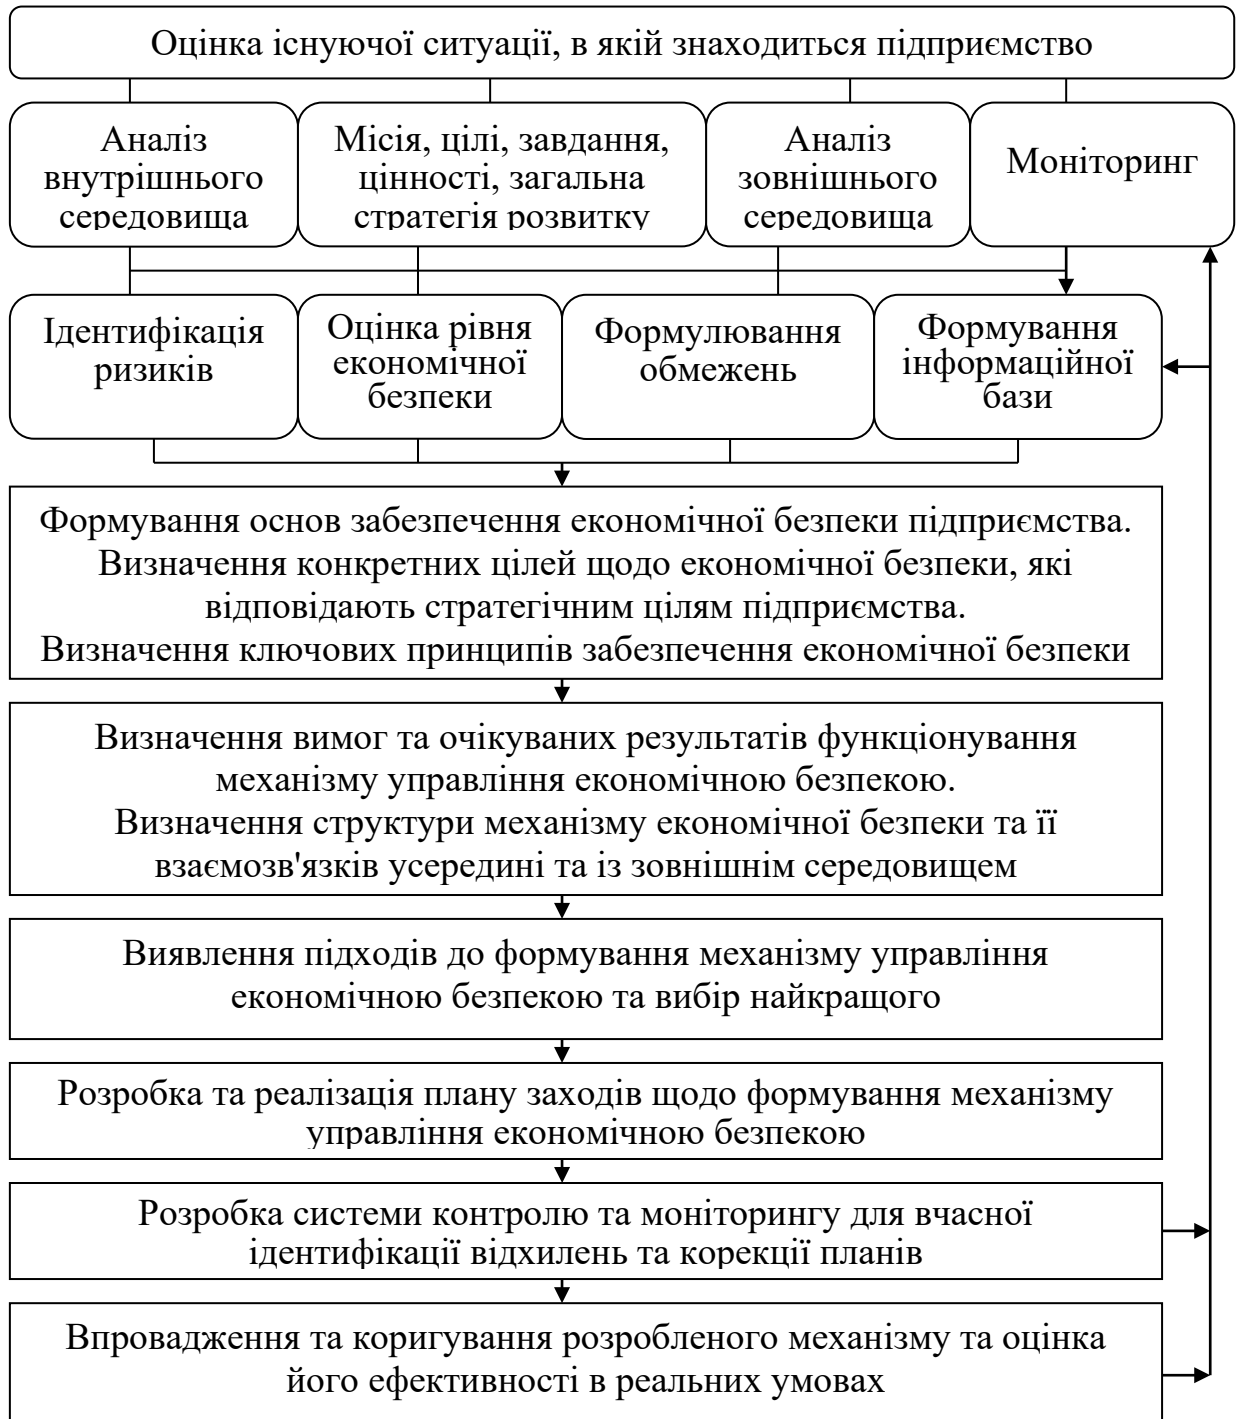 Оцінка існуючої ситуації, в якій знаходиться підприємство
Аналіз
внутрішнього
середовища
Місія, цілі, завдання,
цінності, загальна
стратегія розвитку
Аналіз
зовнішнього
середовища
Моніторинг
Ідентифікація
ризиків
Оцінка рівня
економічної
безпеки
Формулювання
обмежень
Формування
інформаційної
бази
Формування основ забезпечення економічної безпеки підприємства.
Визначення конкретних цілей щодо економічної безпеки, які
відповідають стратегічним цілям підприємства.
Визначення ключових принципів забезпечення економічної безпеки
Визначення вимог та очікуваних результатів функціонування
механізму управління економічною безпекою.
Визначення структури механізму економічної безпеки та її
взаємозв'язків усередині та із зовнішнім середовищем
Виявлення підходів до формування механізму управління
економічною безпекою та вибір найкращого
Розробка та реалізація плану заходів щодо формування механізму
управління економічною безпекою
Розробка системи контролю та моніторингу для вчасної
ідентифікації відхилень та корекції планів
Впровадження та коригування розробленого механізму та оцінка
його ефективності в реальних умовах